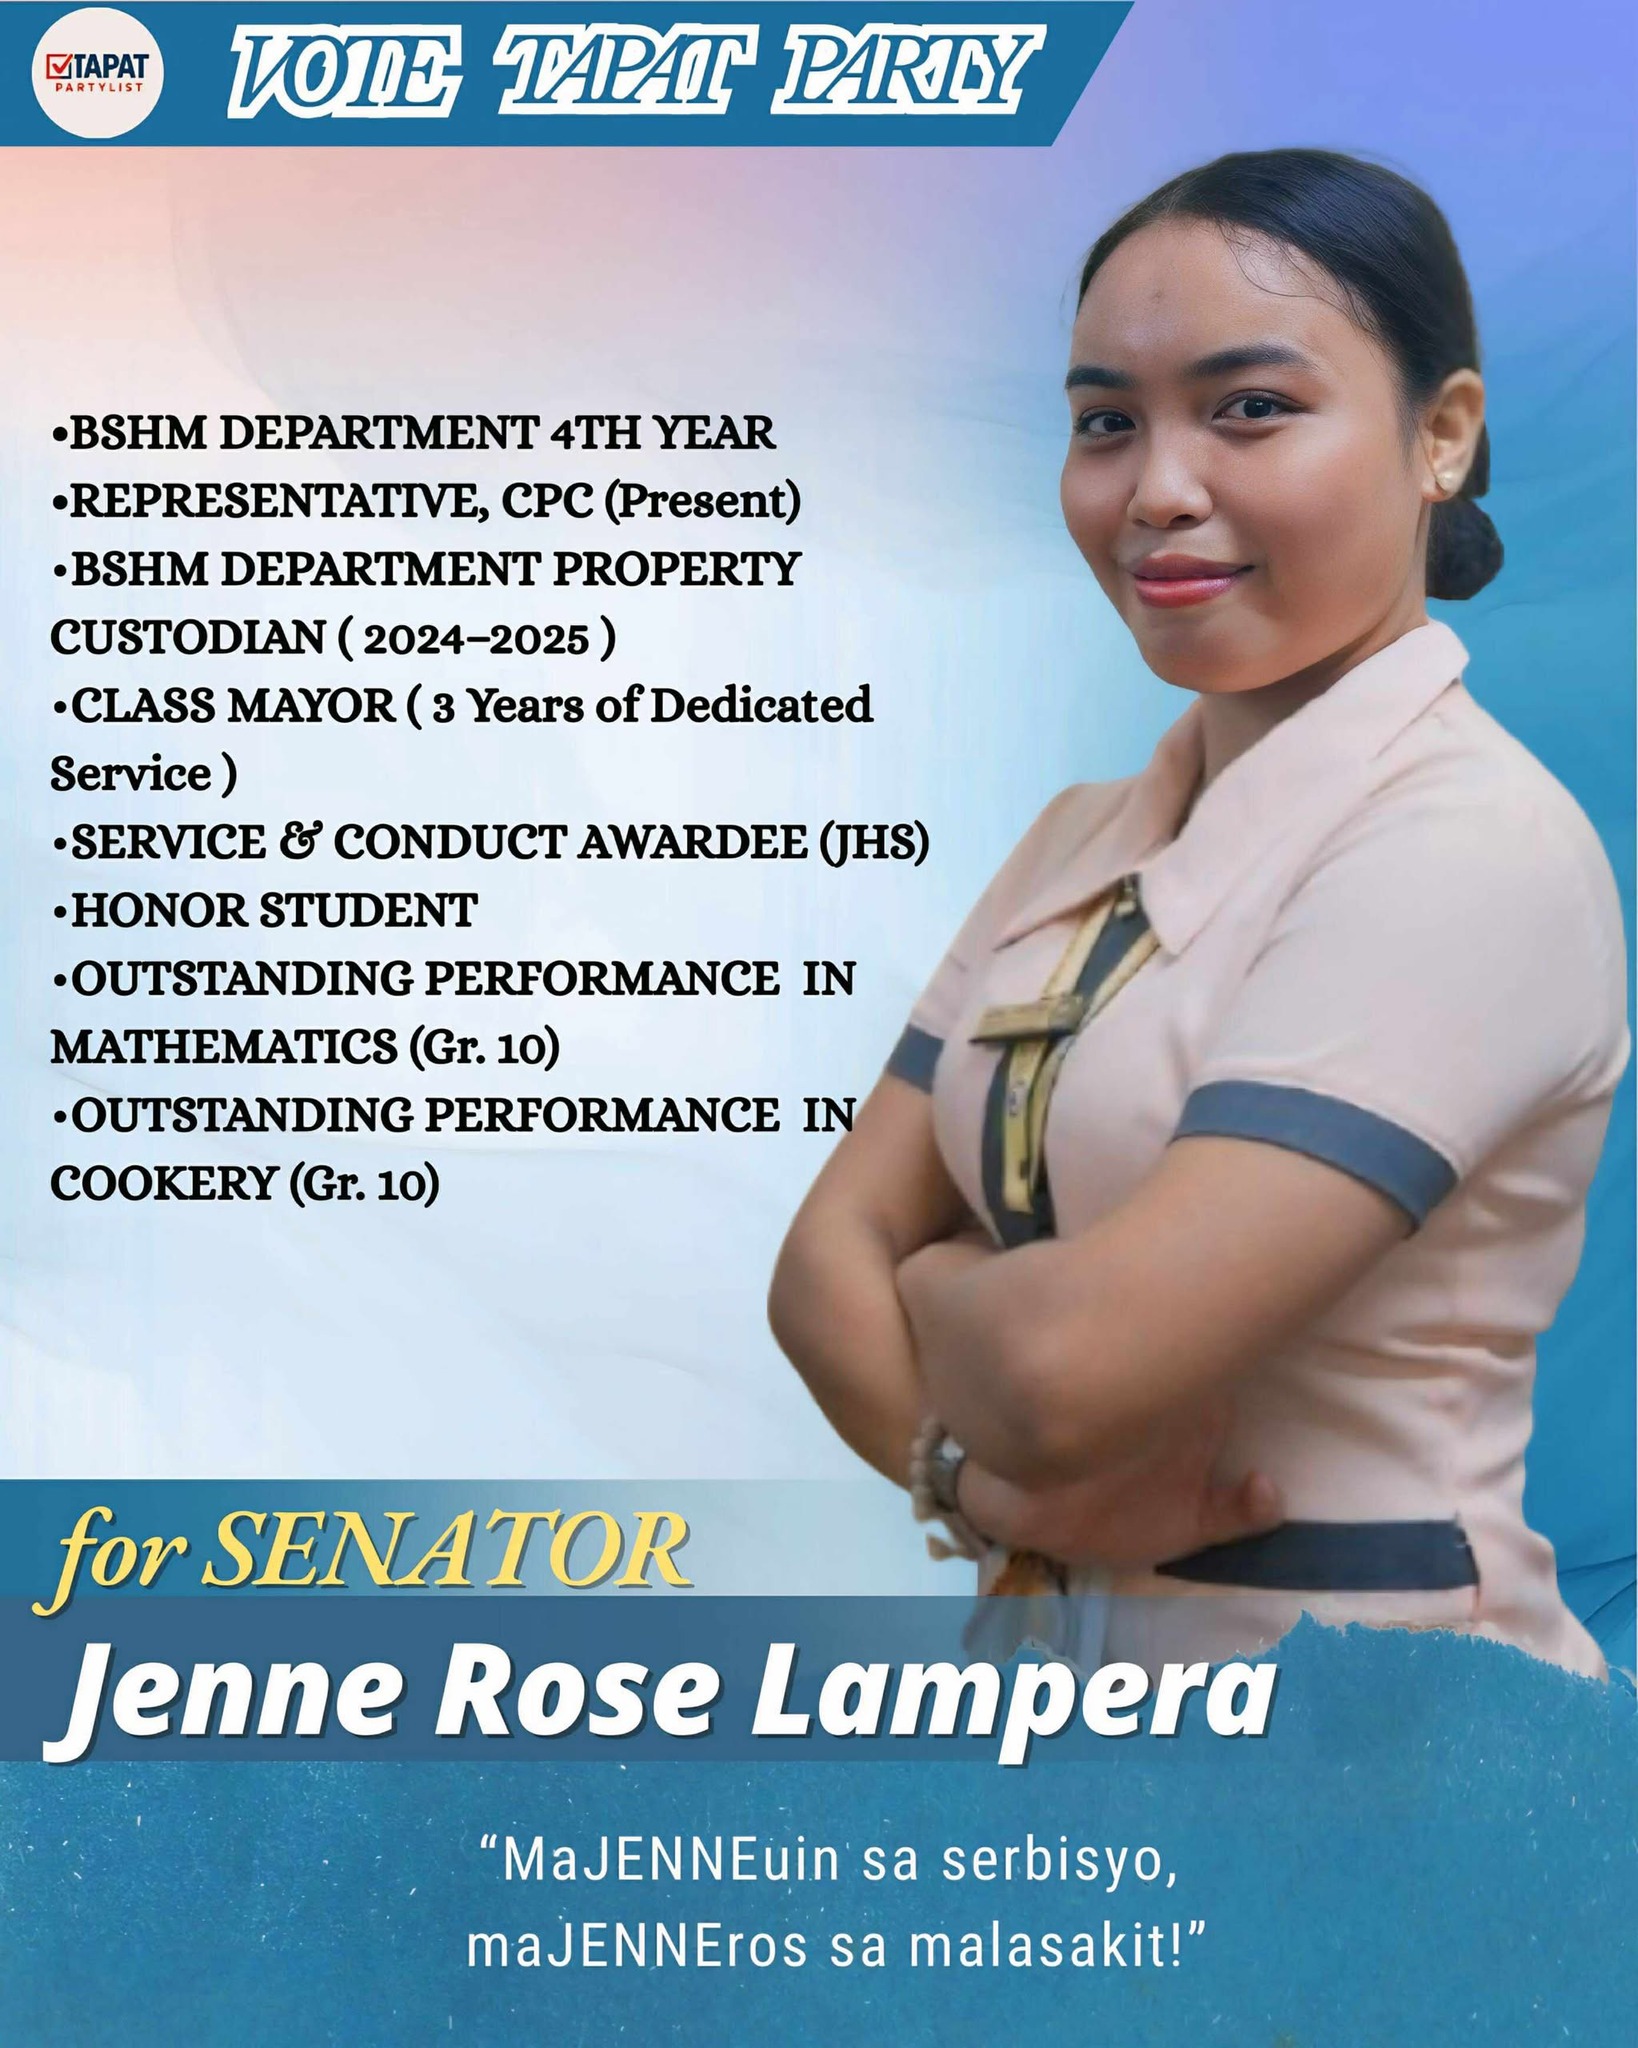 TAPAT
PARTYLIST
VOTE TAPAT PARTY
•BSHM DEPARTMENT 4TH YEAR
•REPRESENTATIVE, CPC (Present)
•BSHM DEPARTMENT PROPERTY
CUSTODIAN ( 2024–2025 )
•CLASS MAYOR ( 3 Years of Dedicated
Service )
•SERVICE & CONDUCT AWARDEE (JHS)
•HONOR STUDENT
•OUTSTANDING PERFORMANCE IN
MATHEMATICS (Gr. 10)
•OUTSTANDING PERFORMANCE IN
COOKERY (Gr. 10)
for SENATOR
Jenne Rose Lampera
“MaJENNEuin sa serbisyo,
maJENNEros sa malasakit!”